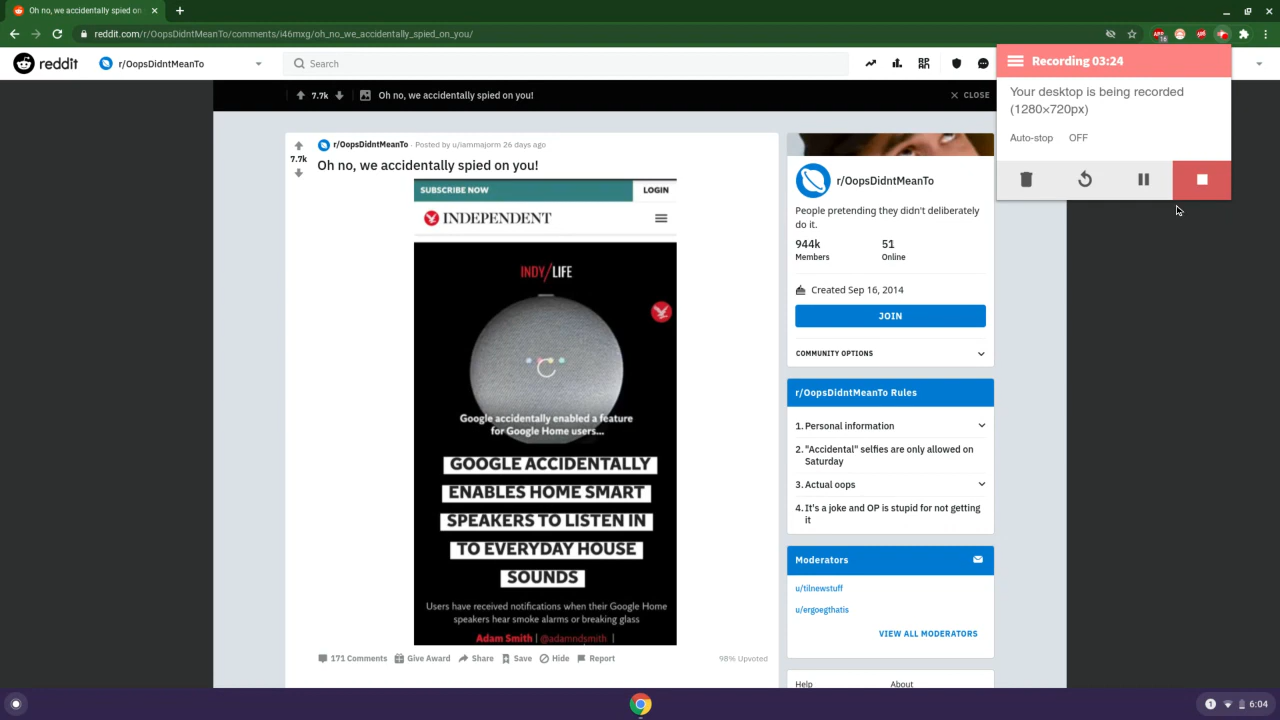 Oh no, we accidentally spied on
reddit.com/r/OopsDidntMeanTo/comments/i46mxg/oh_no_we_accidentally_spied_on_you/
reddit
r/OopsDidntMeanTo
Search
Recording 03:24
Your desktop is being recorded
(1280×720px)
Auto-stop OFF
7.7k
Oh no, we accidentally spied on you!
CLOSE
7.7k
r/OopsDidntMeanTo · Posted by u/iammajorm 26 days ago
Oh no, we accidentally spied on you!
SUBSCRIBE NOW
LOGIN
INDEPENDENT
INDY/LIFE
Google accidentally enabled a feature
for Google Home users...
GOOGLE ACCIDENTALLY
ENABLES HOME SMART
SPEAKERS TO LISTEN IN
TO EVERYDAY HOUSE
SOUNDS
Users have received notifications when their Google Home
speakers hear smoke alarms or breaking glass
Adam Smith | @adamndsmith |
171 Comments Give Award Share Save Hide Report
98% Upvoted
r/OopsDidntMeanTo
People pretending they didn't deliberately
do it.
944k 51
Members Online
Created Sep 16, 2014
JOIN
COMMUNITY OPTIONS
r/OopsDidntMeanTo Rules
1. Personal information
2. "Accidental" selfies are only allowed on
Saturday
3. Actual oops
4. It's a joke and OP is stupid for not getting
it
Moderators
u/tilnewstuff
u/ergoegthatis
VIEW ALL MODERATORS
Help About
1 6:04